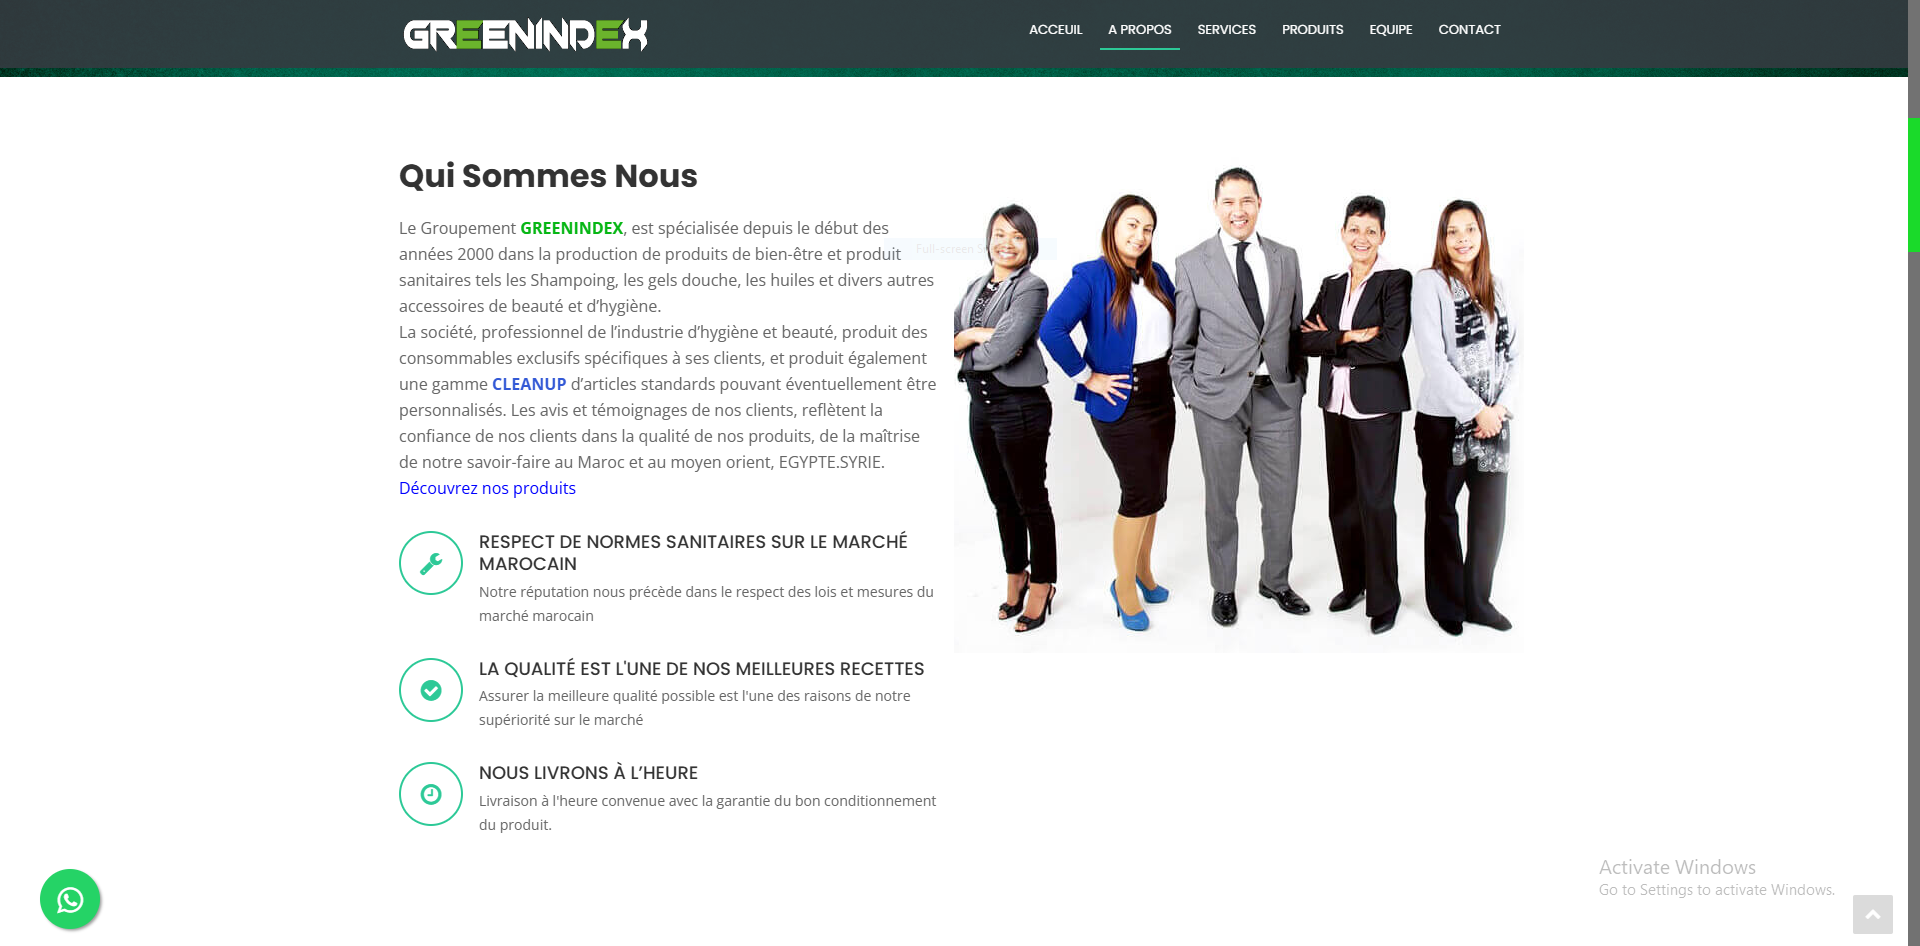 GREENINDEX
ACCEUIL A PROPOS SERVICES PRODUITS EQUIPE CONTACT
Qui Sommes Nous
Le Groupement GREENINDEX, est spécialisée depuis le début des
années 2000 dans la production de produits de bien-être et produit
sanitaires tels les Shampoing, les gels douche, les huiles et divers autres
accessoires de beauté et d’hygiène.
La société, professionnel de l’industrie d’hygiène et beauté, produit des
consommables exclusifs spécifiques à ses clients, et produit également
une gamme CLEANUP d’articles standards pouvant éventuellement être
personnalisés. Les avis et témoignages de nos clients, reflètent la
confiance de nos clients dans la qualité de nos produits, de la maîtrise
de notre savoir-faire au Maroc et au moyen orient, EGYPTE.SYRIE.
Découvrez nos produits
RESPECT DE NORMES SANITAIRES SUR LE MARCHÉ
MAROCAIN
Notre réputation nous précède dans le respect des lois et mesures du
marché marocain
LA QUALITÉ EST L'UNE DE NOS MEILLEURES RECETTES
Assurer la meilleure qualité possible est l'une des raisons de notre
supériorité sur le marché
NOUS LIVRONS À L’HEURE
Livraison à l'heure convenue avec la garantie du bon conditionnement
du produit.
Full-screen
Activate Windows
Go to Settings to activate Windows.